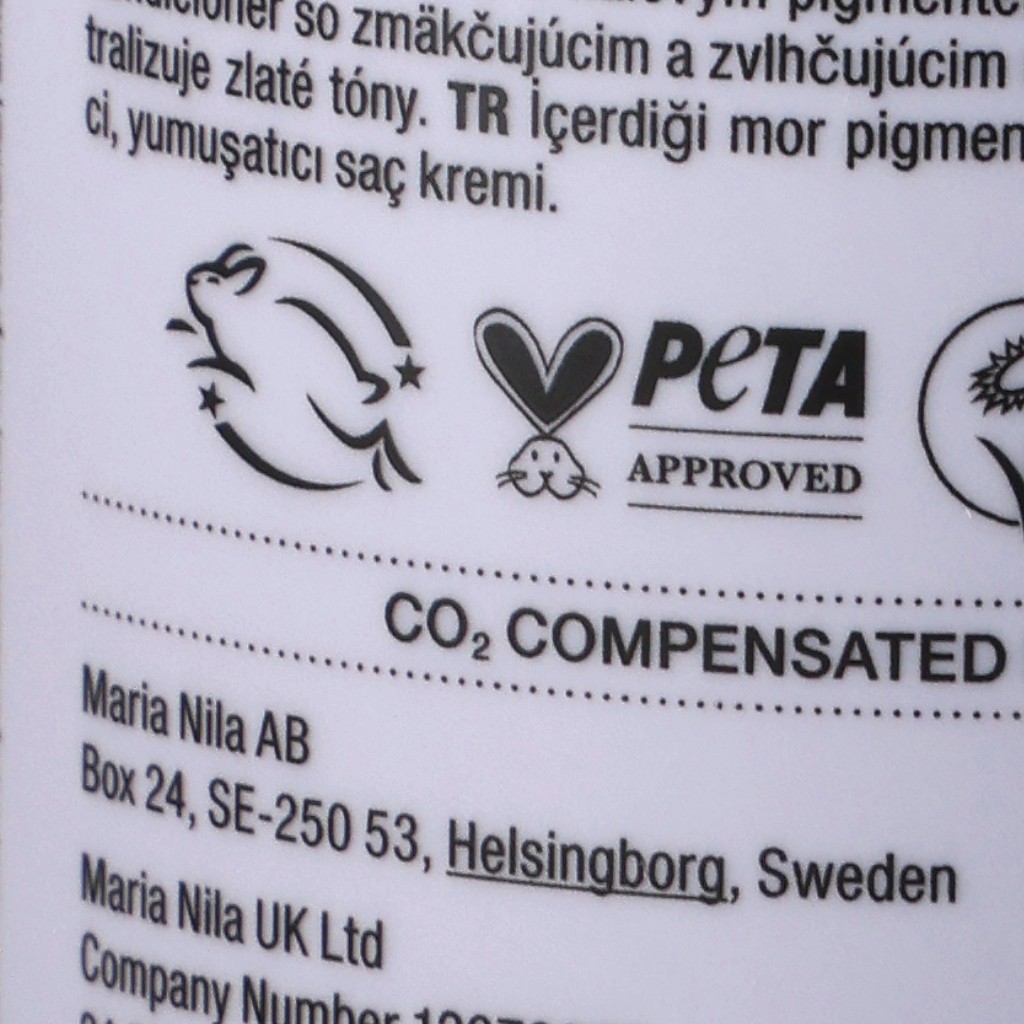 so zmäkčujúcim a zvlhčujúcim
tralizuje zlaté tóny. TR İçerdiği mor pigmen
ci, yumuşatıcı saç kremi.
PETA
APPROVED
CO₂ COMPENSATED
Maria Nila AB
Box 24, SE-250 53, Helsingborg, Sweden
Maria Nila UK Ltd
Company Number